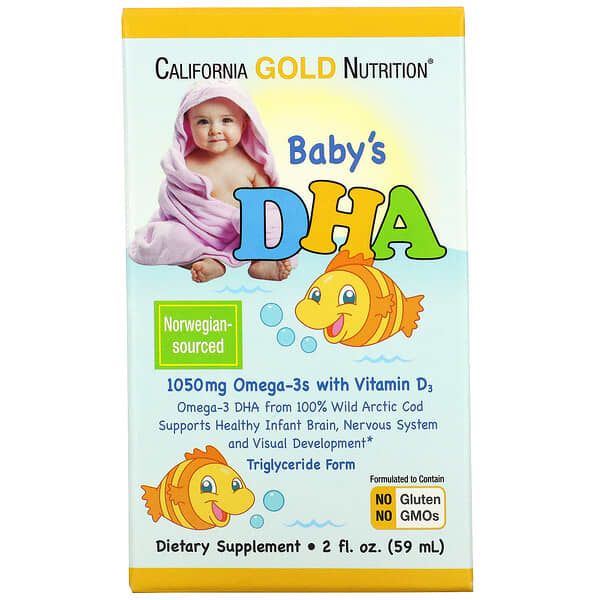 CALIFORNIA GOLD NUTRITION®
Baby's
DHA
Norwegian-
sourced
1050mg Omega-3s with Vitamin D₃
Omega-3 DHA from 100% Wild Arctic Cod
Supports Healthy Infant Brain, Nervous System
and Visual Development*
Triglyceride Form
Formulated to Contain
NO Gluten
NO GMOs
Dietary Supplement • 2 fl. oz. (59 mL)